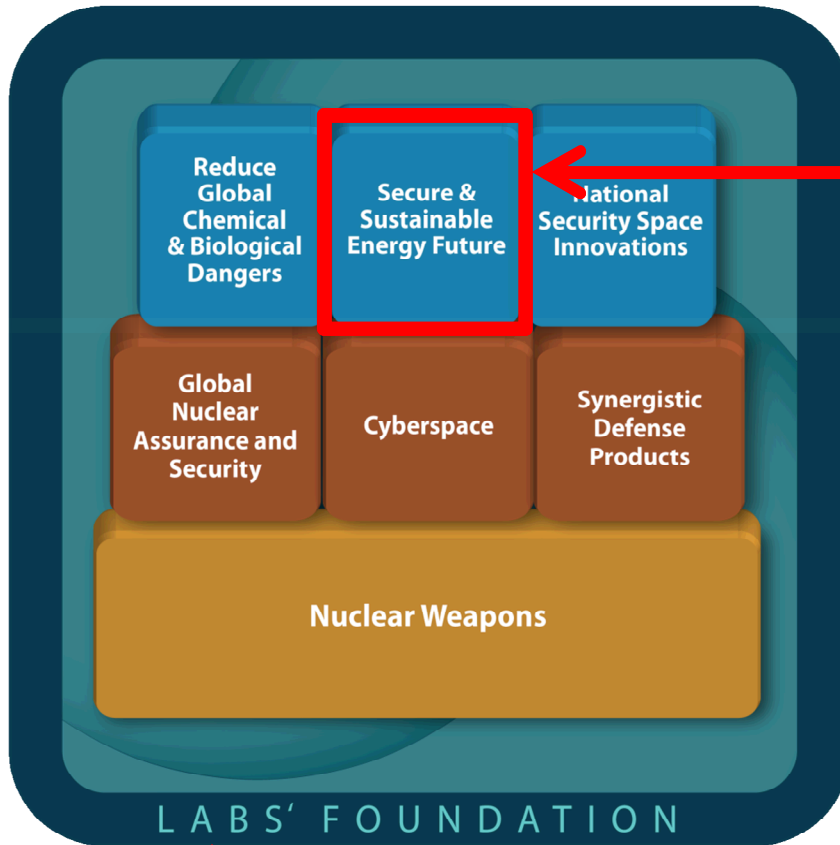 Reduce
Global
Chemical
& Biological
Dangers
Secure &
Sustainable
Energy Future
National
Security Space
Innovations
Global
Nuclear
Assurance and
Security
Cyberspace
Synergistic
Defense
Products
Nuclear Weapons
LABS' FOUNDATION